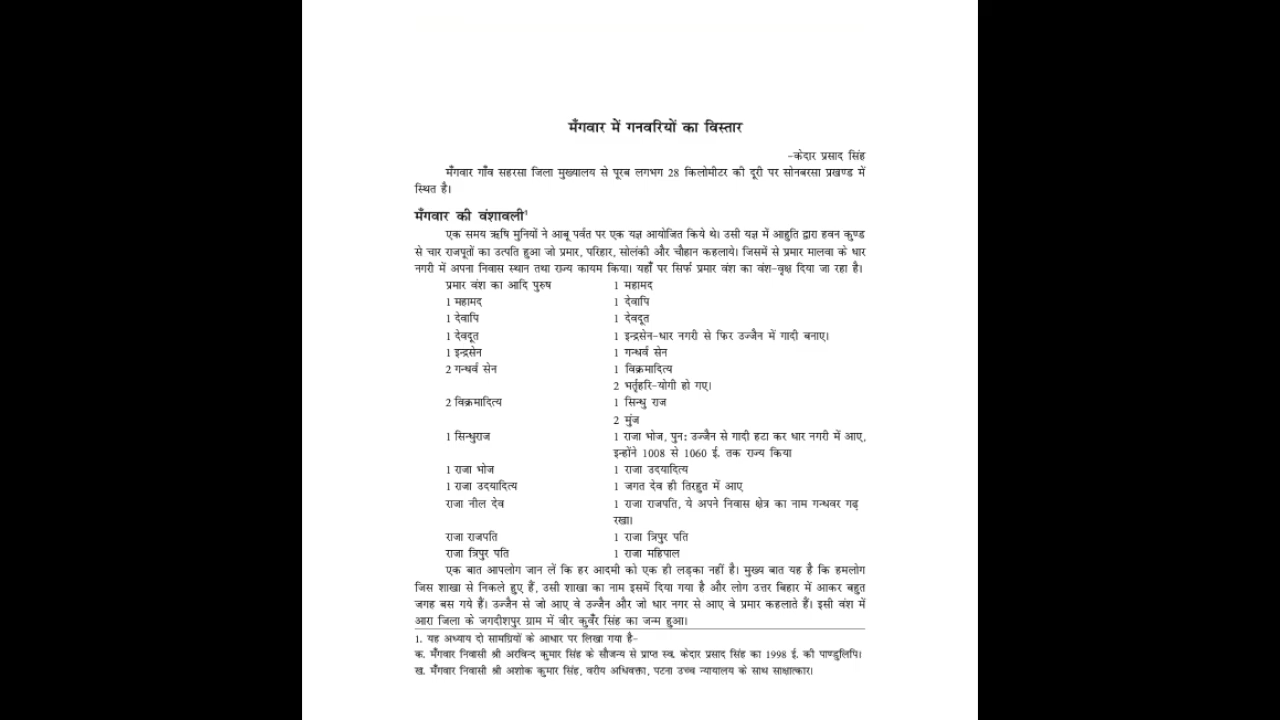 मँगवार में गनवरियों का विस्तार
-केदार प्रसाद सिंह
मँगवार गाँव सहरसा जिला मुख्यालय से पूरब लगभग 28 किलोमीटर की दूरी पर सोनबरसा प्रखण्ड में
स्थित है।
मँगवार की वंशावली¹
एक समय ऋषि मुनियों ने आबू पर्वत पर एक यज्ञ आयोजित किये थे। उसी यज्ञ में आहुति द्वारा हवन कुण्ड
से चार राजपूतों का उत्पति हुआ जो प्रमार, परिहार, सोलंकी और चौहान कहलाये। जिसमें से प्रमार मालवा के धार
नगरी में अपना निवास स्थान तथा राज्य कायम किया। यहाँ पर सिर्फ प्रमार वंश का वंश-वृक्ष दिया जा रहा है।
प्रमार वंश का आदि पुरुष 1 महामद
1 महामद 1 देवापि
1 देवापि 1 देवदूत
1 देवदूत 1 इन्द्रसेन-धार नगरी से फिर उज्जैन में गादी बनाए।
1 इन्द्रसेन 1 गन्धर्व सेन
2 गन्धर्व सेन 1 विक्रमादित्य
2 भर्तृहरि-योगी हो गए।
2 विक्रमादित्य 1 सिन्धु राज
2 मुंज
1 सिन्धुराज 1 राजा भोज, पुन: उज्जैन से गादी हटा कर धार नगरी में आए,
इन्होंने 1008 से 1060 ई. तक राज्य किया
1 राजा भोज 1 राजा उदयादित्य
1 राजा उदयादित्य 1 जगत देव ही तिरहुत में आए
राजा नील देव 1 राजा राजपति, ये अपने निवास क्षेत्र का नाम गन्धवर गढ़
रखा।
राजा राजपति 1 राजा त्रिपुर पति
राजा त्रिपुर पति 1 राजा महिपाल
एक बात आपलोग जान लें कि हर आदमी को एक ही लड़का नहीं है। मुख्य बात यह है कि हमलोग
जिस शाखा से निकले हुए हैं, उसी शाखा का नाम इसमें दिया गया है और लोग उत्तर बिहार में आकर बहुत
जगह बस गये हैं। उज्जैन से जो आए वे उज्जैन और जो धार नगर से आए वे प्रमार कहलाते हैं। इसी वंश में
आरा जिला के जगदीशपुर ग्राम में वीर कुवँर सिंह का जन्म हुआ।
1. यह अध्याय दो सामग्रियों के आधार पर लिखा गया है-
क. मँगवार निवासी श्री अरविन्द कुमार सिंह के सौजन्य से प्राप्त स्व. केदार प्रसाद सिंह का 1998 ई. की पाण्डुलिपि।
ख. मँगवार निवासी श्री अशोक कुमार सिंह, वरीय अधिवक्ता, पटना उच्च न्यायालय के साथ साक्षात्कार।